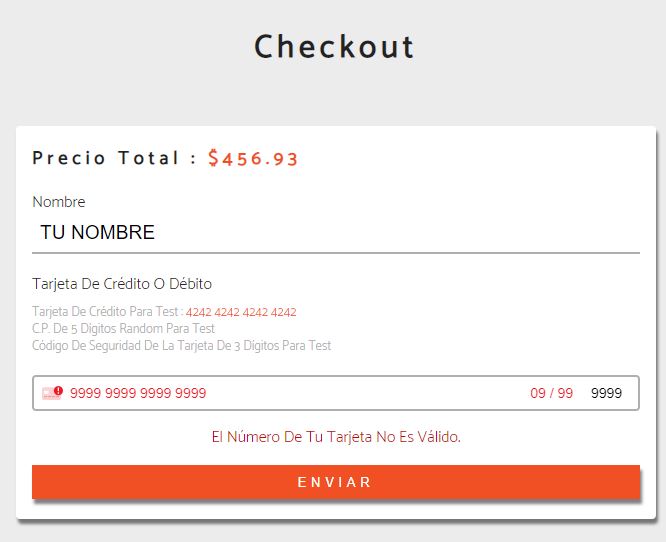 Checkout
Precio Total : $456.93
Nombre
TU NOMBRE
Tarjeta De Crédito O Débito
Tarjeta De Crédito Para Test : 4242 4242 4242 4242
C.P. De 5 Digitos Random Para Test
Código De Seguridad De La Tarjeta De 3 Dígitos Para Test
9999 9999 9999 9999 09 / 99 9999
El Número De Tu Tarjeta No Es Válido.
ENVIAR